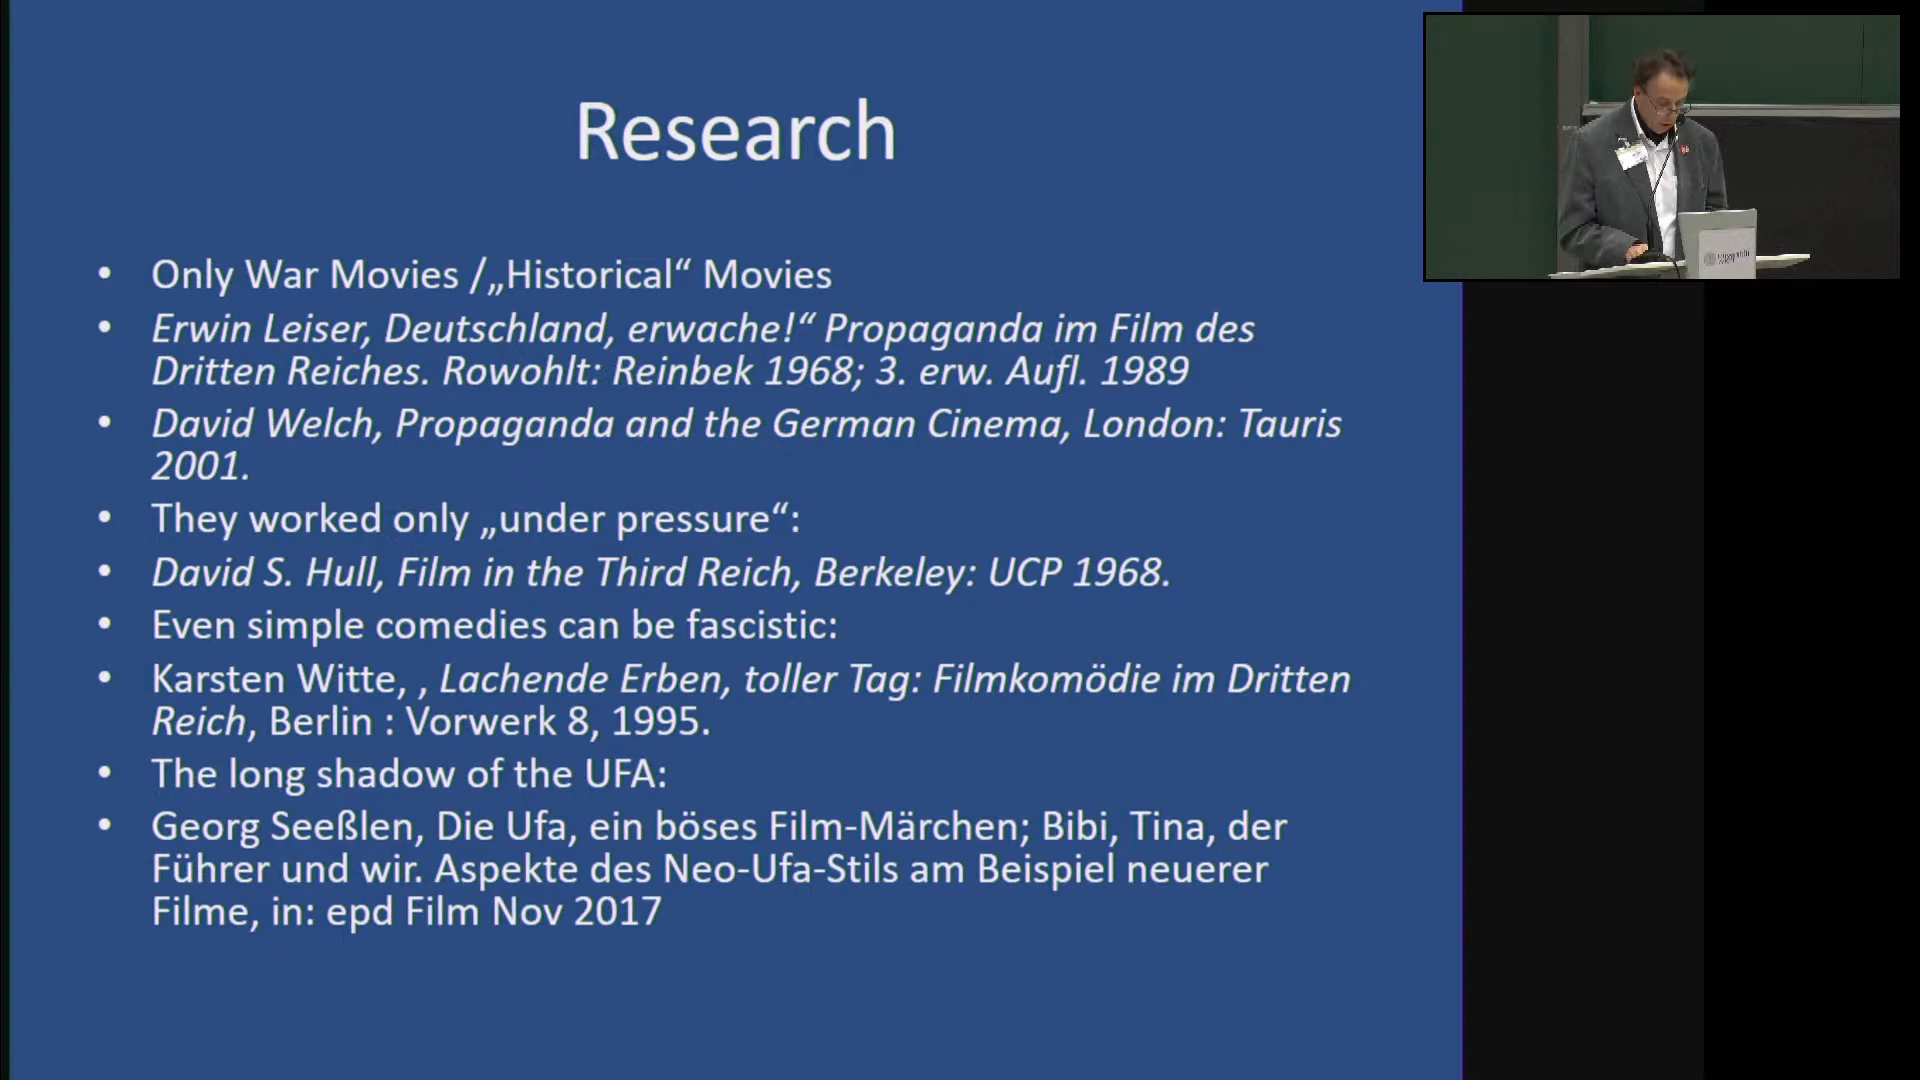 Research
• Only War Movies /„Historical“ Movies
• Erwin Leiser, Deutschland, erwache!“ Propaganda im Film des
Dritten Reiches. Rowohlt: Reinbek 1968; 3. erw. Aufl. 1989
• David Welch, Propaganda and the German Cinema, London: Tauris
2001.
• They worked only „under pressure“:
• David S. Hull, Film in the Third Reich, Berkeley: UCP 1968.
• Even simple comedies can be fascistic:
• Karsten Witte, , Lachende Erben, toller Tag: Filmkomödie im Dritten
Reich, Berlin : Vorwerk 8, 1995.
• The long shadow of the UFA:
• Georg Seeßlen, Die Ufa, ein böses Film-Märchen; Bibi, Tina, der
Führer und wir. Aspekte des Neo-Ufa-Stils am Beispiel neuerer
Filme, in: epd Film Nov 2017